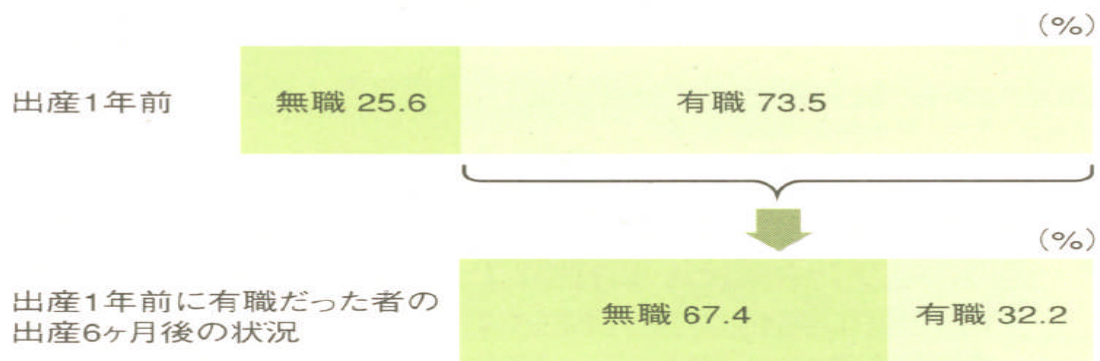 (%)
出産1年前
無職 25.6
有職 73.5
(%)
出産1年前に有職だった者の
出産6ヶ月後の状況
無職 67.4
有職 32.2